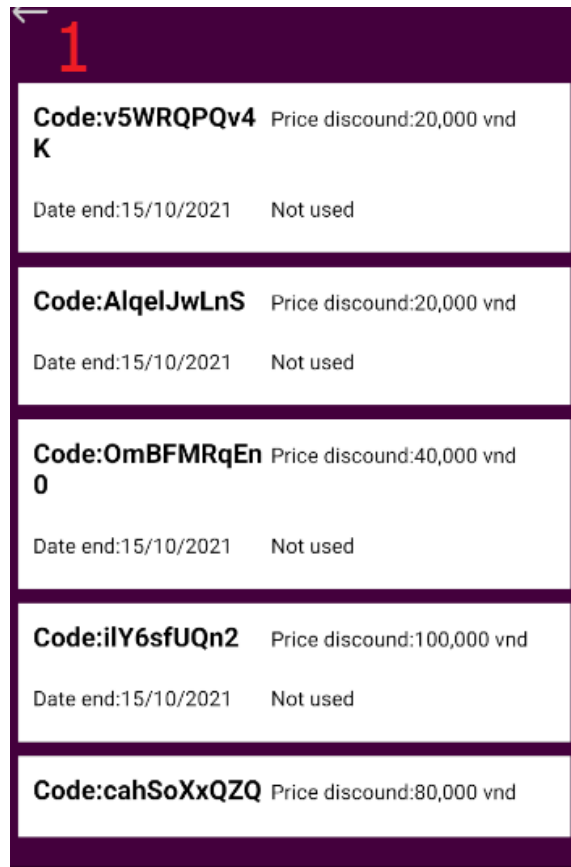 ←
1
Code:v5WRQPQv4 Price discound:20,000 vnd
K
Date end:15/10/2021 Not used
Code:AlqelJwLnS Price discound:20,000 vnd
Date end:15/10/2021 Not used
Code:OmBFMRqEn Price discound:40,000 vnd
0
Date end:15/10/2021 Not used
Code:ilY6sfUQn2 Price discound:100,000 vnd
Date end:15/10/2021 Not used
Code:cahSoXxQZQ Price discound:80,000 vnd